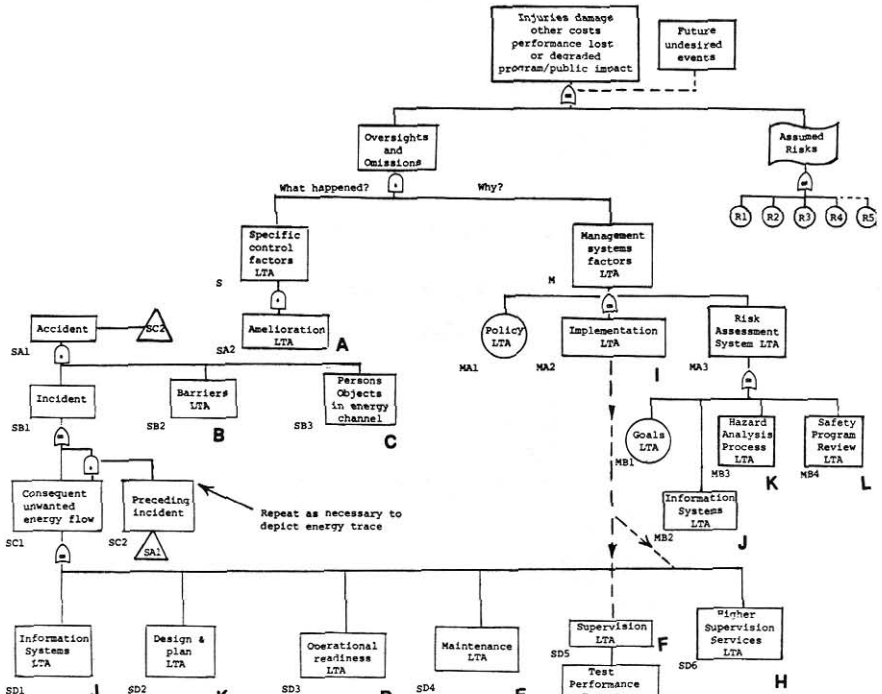 Injuries damage
other costs
performance lost
or degraded
program/public impact
Future
undesired
events
Oversights
and
Omissions
Assumed
Risks
What happened?
Why?
R1
R2
R3
R4
R5
Specific
control
factors
LTA
S
Management
systems
factors
LTA
M
Accident
SC2
SA1
Amelioration
LTA
SA2
A
Policy
LTA
MA1
Implementation
LTA
MA2
I
Risk
Assessment
System LTA
MA3
Incident
SB1
Barriers
LTA
SB2
B
Persons
Objects
in energy
channel
SB3
C
Goals
LTA
MB1
Hazard
Analysis
Process
LTA
MB3
K
Safety
Program
Review
LTA
MB4
L
Consequent
unwanted
energy flow
SC1
Preceding
incident
SC2
SA1
Repeat as necessary to
depict energy trace
Information
Systems
LTA
MB2
J
Information
Systems
LTA
SD1
J
Design &
plan
LTA
SD2
K
Operational
readiness
LTA
SD3
Maintenance
LTA
SD4
Supervision
LTA
SD5
F
Test
Performance
Higher
Supervision
Services
LTA
SD6
H